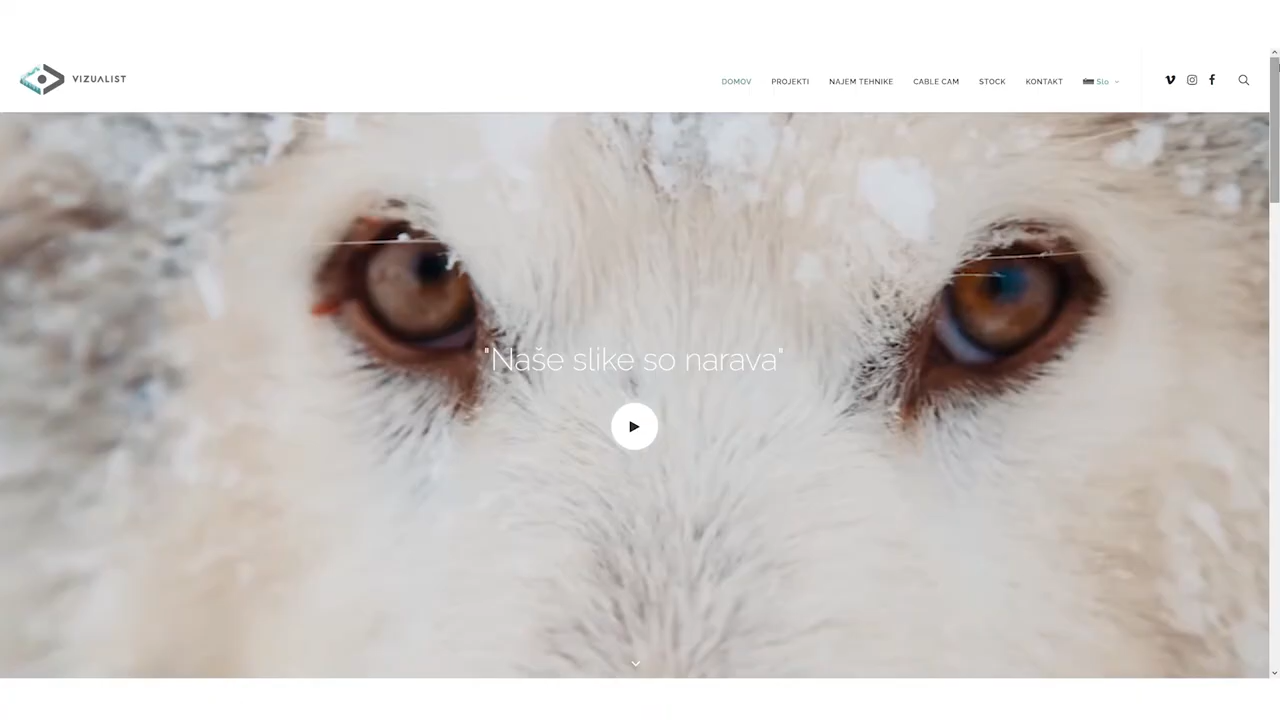 VIZUALIST
DOMOV PROJEKTI NAJEM TEHNIKE CABLE CAM STOCK KONTAKT Slo
"Naše slike so narava"